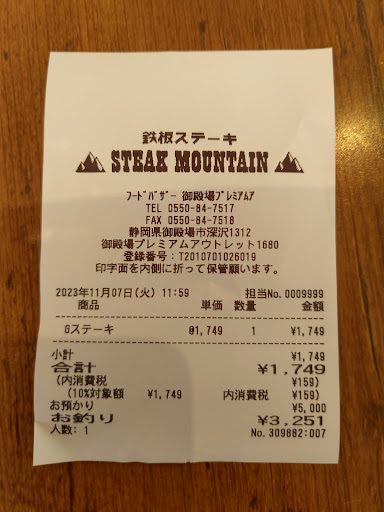 鉄板ステーキ
STEAK MOUNTAIN
フードバザー 御殿場プレミアムア
TEL 0550-84-7517
FAX 0550-84-7518
静岡県御殿場市深沢1312
御殿場プレミアムアウトレット1680
登録番号：T2010701026019
印字面を内側に折って保管願います。
2023年11月07日(火) 11:59 担当No.0009999
商品 単価 数量 金額
Gステーキ @1,749 1 ¥1,749
小計 ¥1,749
合計 ¥1,749
(内消費税 ¥159)
(10%対象額 ¥1,749 内消費税 ¥159)
お預かり ¥5,000
お釣り ¥3,251
人数: 1 No. 309882:007